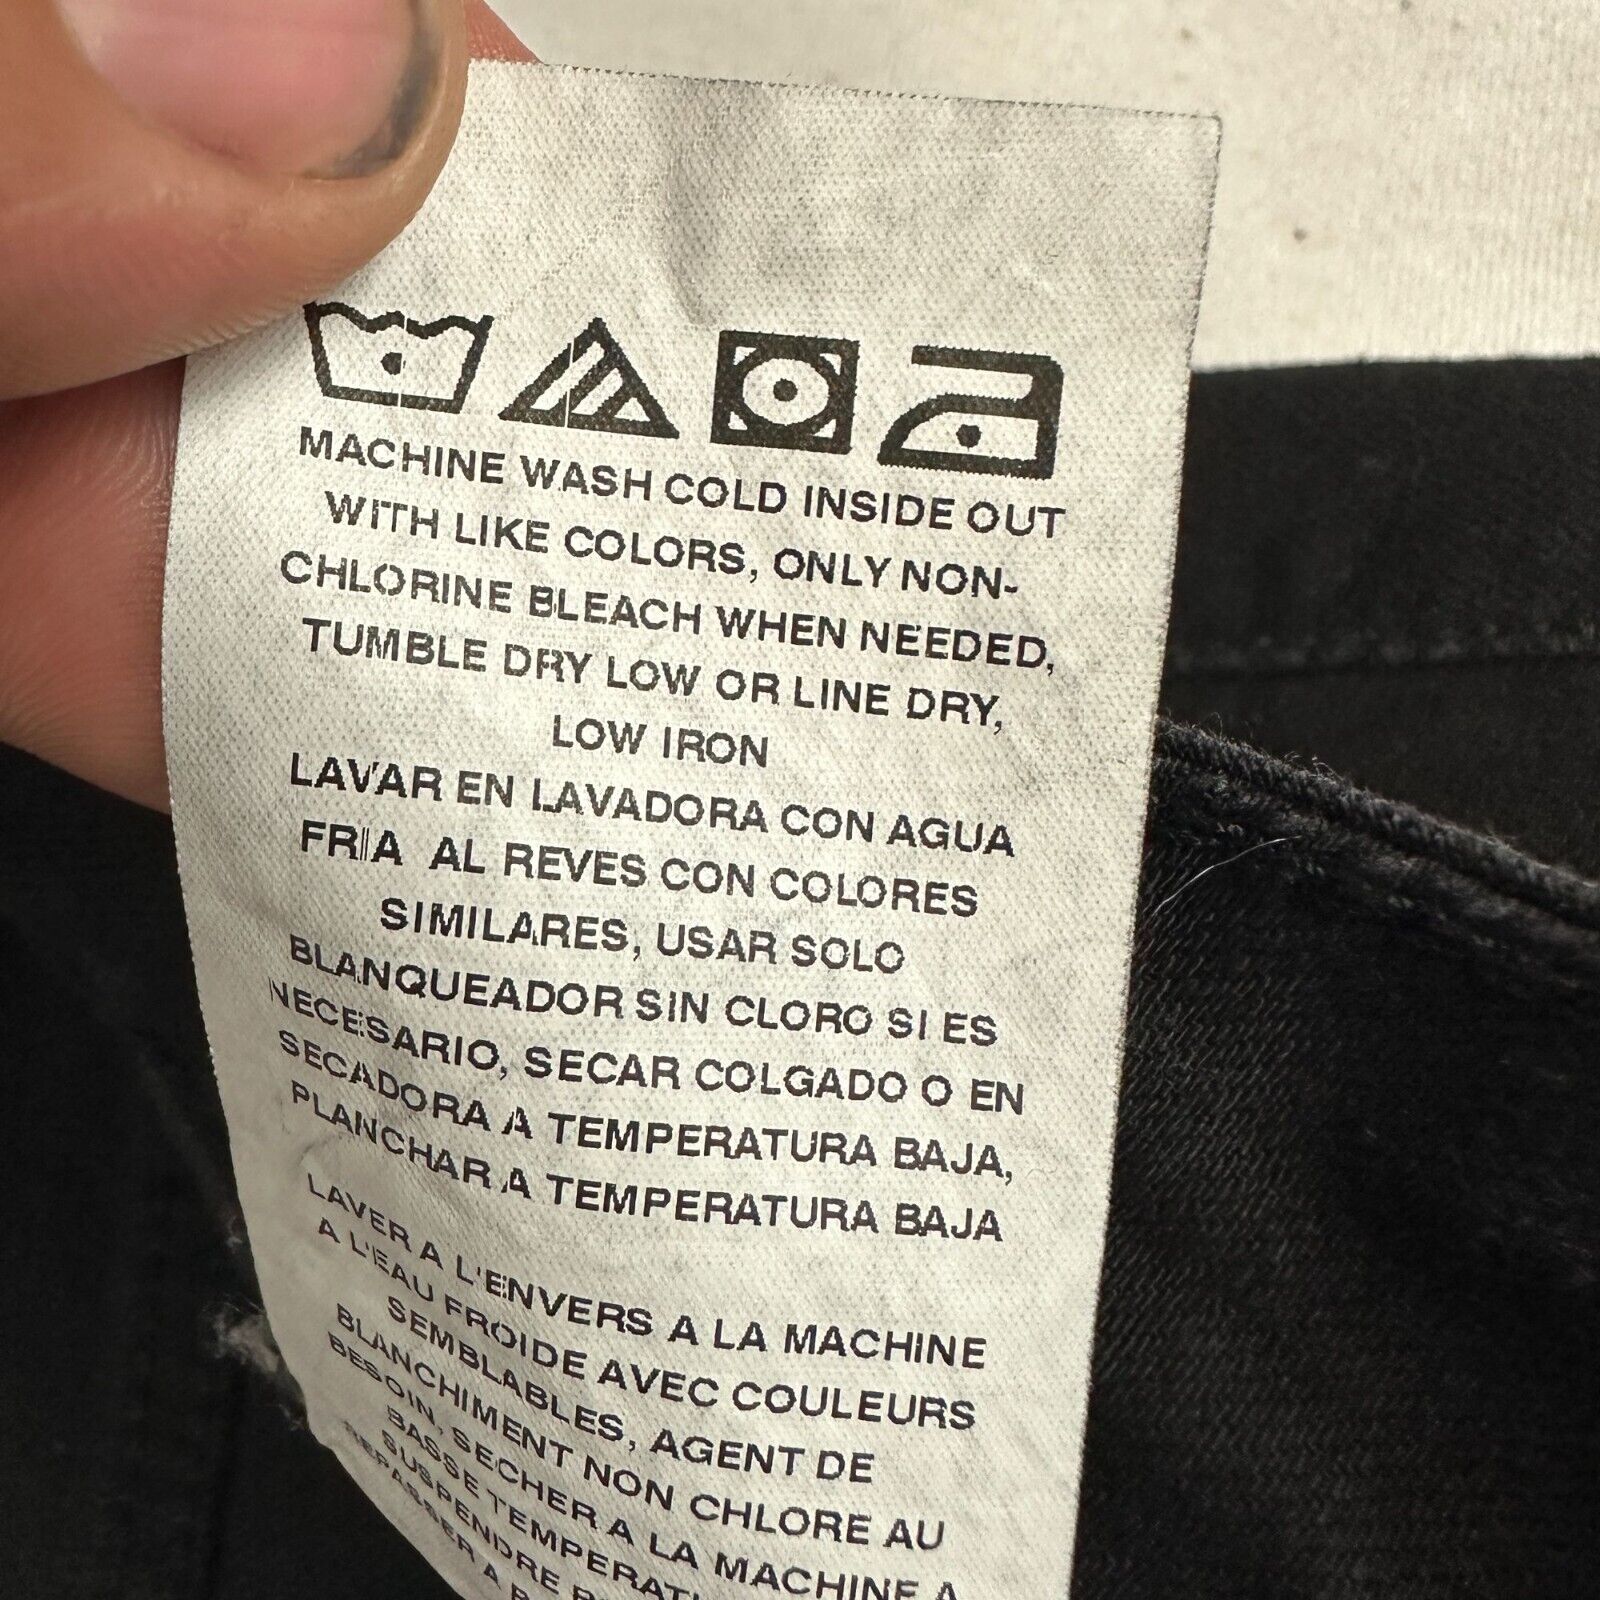 MACHINE WASH COLD INSIDE OUT
WITH LIKE COLORS, ONLY NON-
CHLORINE BLEACH WHEN NEEDED,
TUMBLE DRY LOW OR LINE DRY,
LOW IRON
LAVAR EN LAVADORA CON AGUA
FRIA AL REVES CON COLORES
SIMILARES, USAR SOLO
BLANQUEADOR SIN CLORO SI ES
NECESARIO, SECAR COLGADO O EN
SECADORA A TEMPERATURA BAJA,
PLANCHAR A TEMPERATURA BAJA
LAVER A L'ENVERS A LA MACHINE
A L'EAU FROIDE AVEC COULEURS
SEMBLABLES, AGENT DE
BLANCHIMENT NON CHLORE AU
BESOIN, SECHER A LA MACHINE A
BASSE
SUSPENDRE
REPASSER A